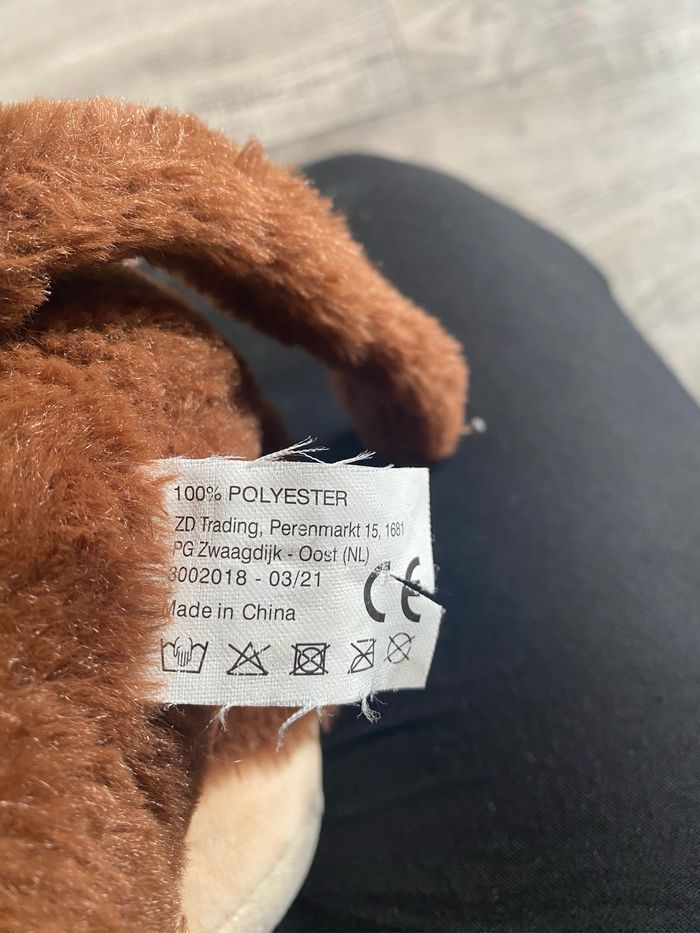 100% POLYESTER
ZD Trading, Perenmarkt 15, 1681
PG Zwaagdijk - Oost (NL)
3002018 - 03/21
Made in China
CE